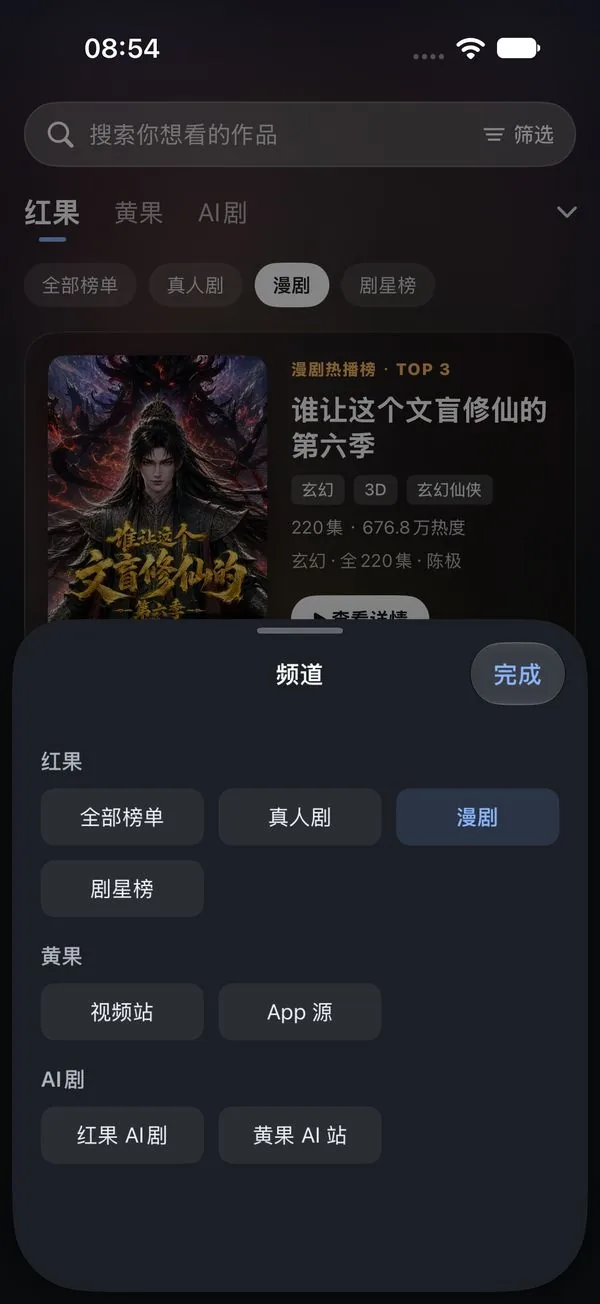 08:54
搜索你想看的作品
筛选
红果 黄果 AI剧
全部榜单 真人剧 漫剧 剧星榜
漫剧热播榜 · TOP 3
谁让这个文盲修仙的
第六季
玄幻 3D 玄幻仙侠
220集 · 676.8万热度
玄幻 · 全220集 · 陈极
查看详情
谁让这个
文盲修仙的
第六季
频道
完成
红果
全部榜单 真人剧 漫剧
剧星榜
黄果
视频站 App 源
AI剧
红果 AI剧 黄果 AI 站